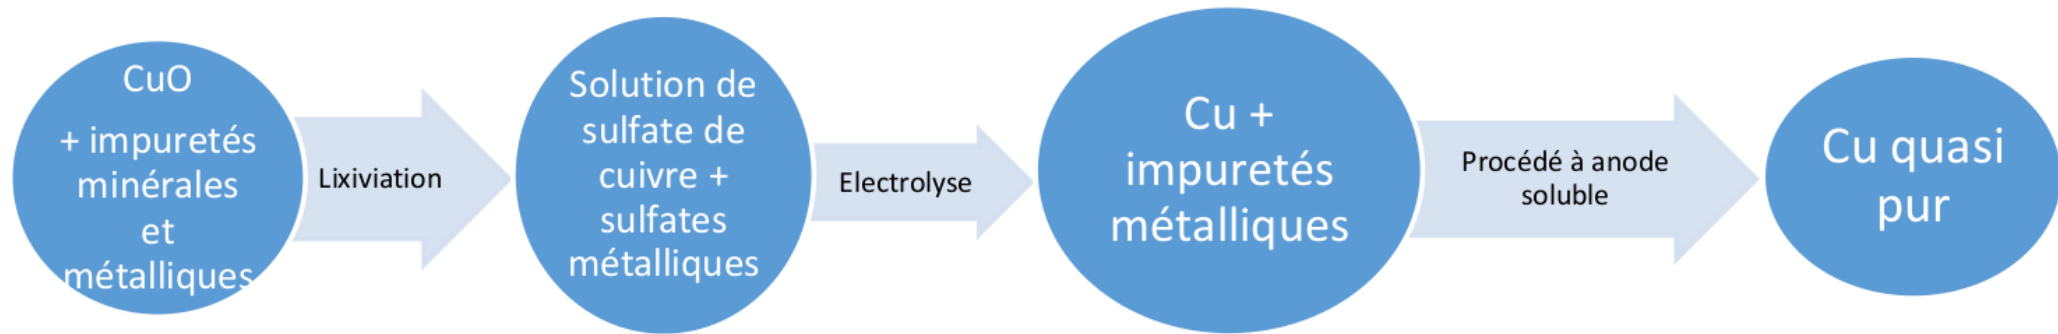 CuO
+ impuretés
minérales
et
métalliques
Lixiviation
Solution de
sulfate de
cuivre +
sulfates
métalliques
Electrolyse
Cu +
impuretés
métalliques
Procédé à anode
soluble
Cu quasi
pur